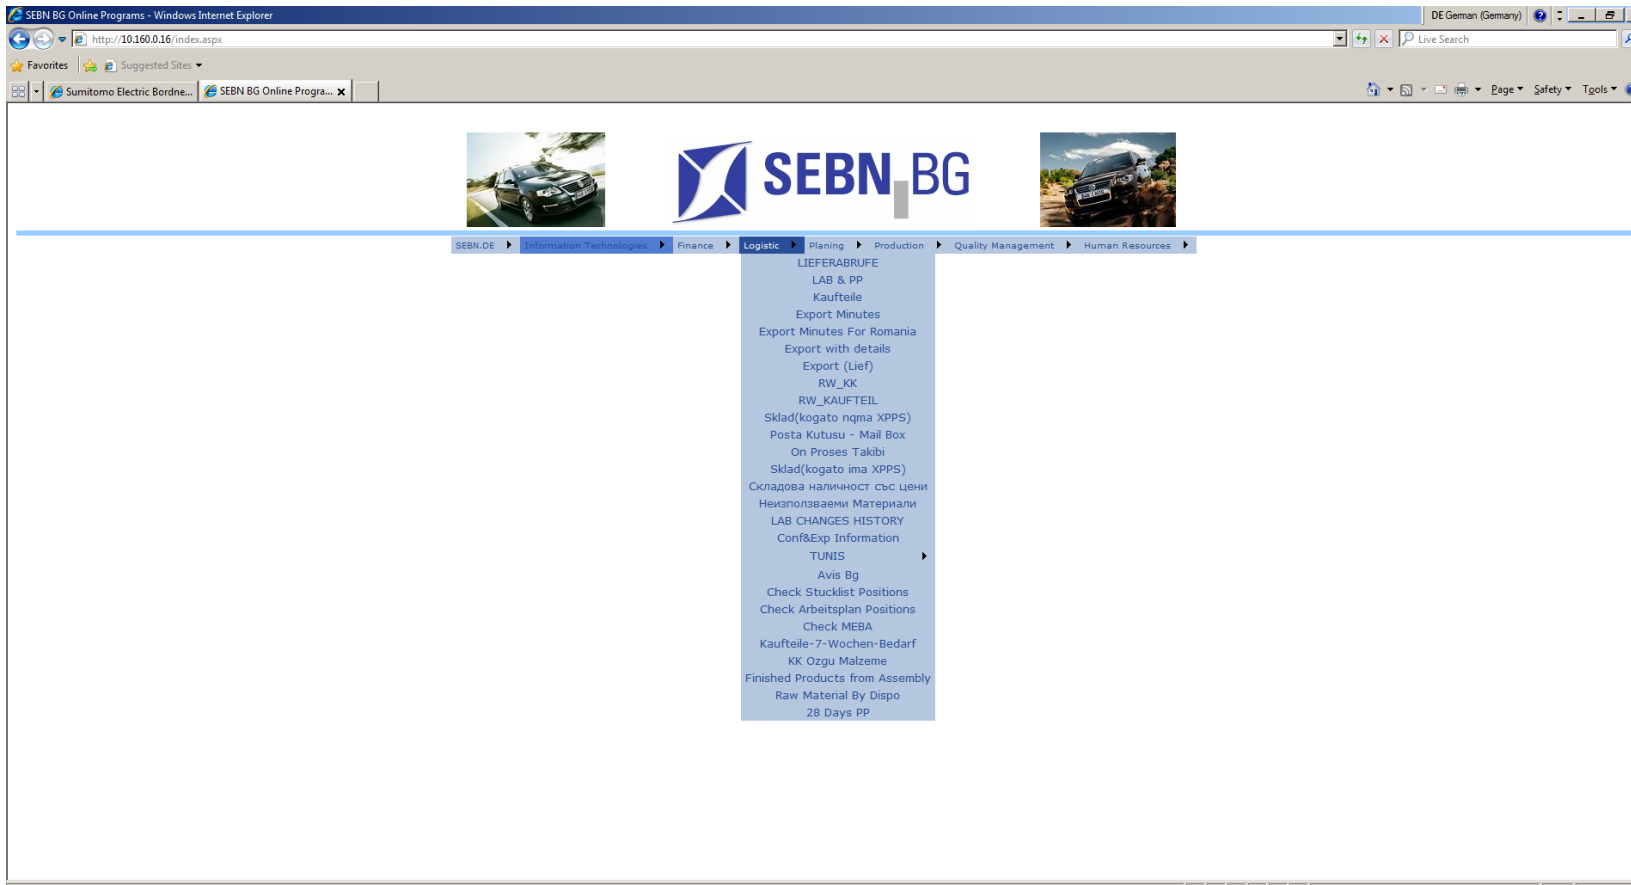 SEBN BG Online Programs - Windows Internet Explorer
DE German (Germany)
http://10.160.0.16/index.aspx
Live Search
Favorites
Suggested Sites
Sumitomo Electric Bordne...
SEBN BG Online Progra...
Page
Safety
Tools
SEBN BG
SEBN.DE
Information Technologies
Finance
Logistic
Planing
Production
Quality Management
Human Resources
LIEFERABRUFE
LAB & PP
Kaufteile
Export Minutes
Export Minutes For Romania
Export with details
Export (Lief)
RW_KK
RW_KAUFTEIL
Sklad(kogato nqma XPPS)
Posta Kutusu - Mail Box
On Proses Takibi
Sklad(kogato ima XPPS)
Складова наличност със цени
Неизползваеми Материали
LAB CHANGES HISTORY
Conf&Exp Information
TUNIS
Avis Bg
Check Stucklist Positions
Check Arbeitsplan Positions
Check MEBA
Kaufteile-7-Wochen-Bedarf
KK Ozgu Malzeme
Finished Products from Assembly
Raw Material By Dispo
28 Days PP